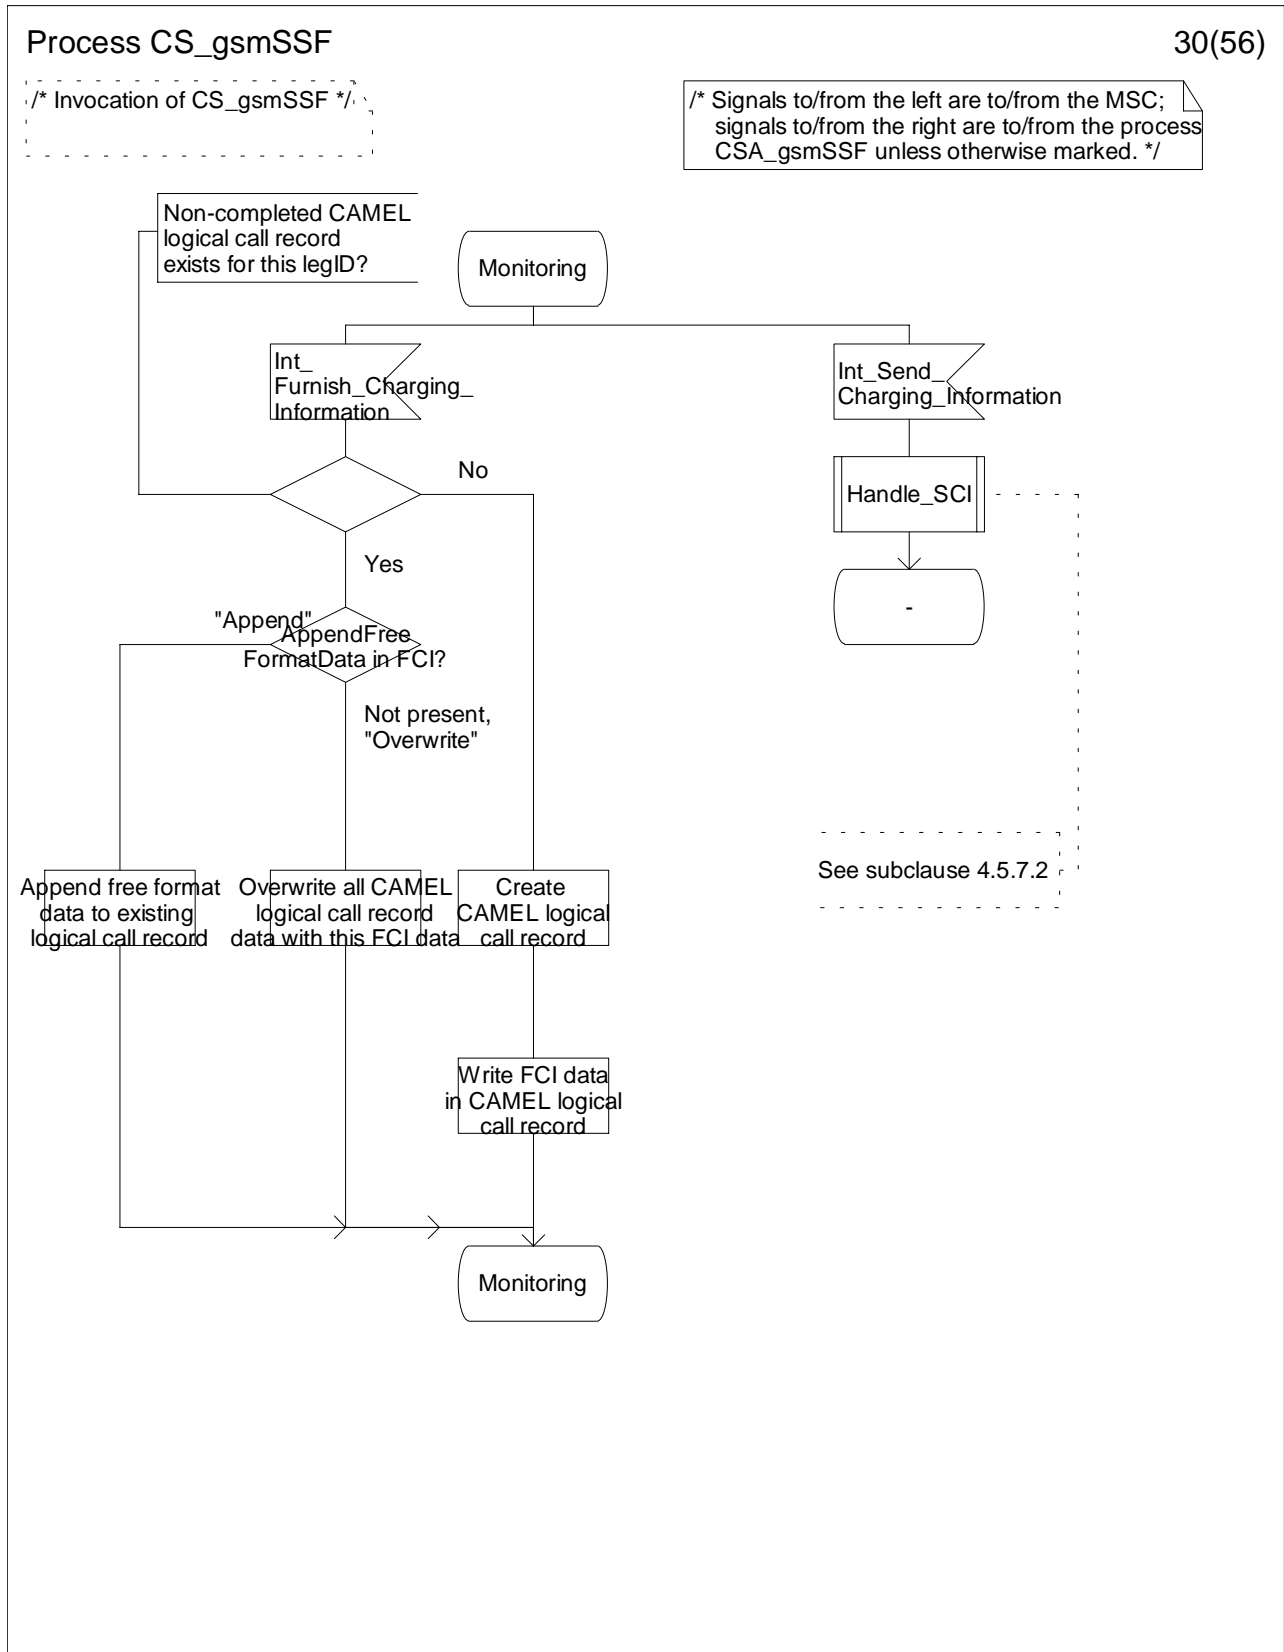 Process CS_gsmSSF
30(56)
/* Invocation of CS_gsmSSF */
/* Signals to/from the left are to/from the MSC;
signals to/from the right are to/from the process
CSA_gsmSSF unless otherwise marked. */
Non-completed CAMEL
logical call record
exists for this legID?
Monitoring
Int_
Furnish_Charging_
Information
Int_Send_
Charging_Information
No
Handle_SCI
Yes
-
"Append"
AppendFree
FormatData in FCI?
Not present,
"Overwrite"
See subclause 4.5.7.2
Append free format
data to existing
logical call record
Overwrite all CAMEL
logical call record
data with this FCI data
Create
CAMEL logical
call record
Write FCI data
in CAMEL logical
call record
Monitoring